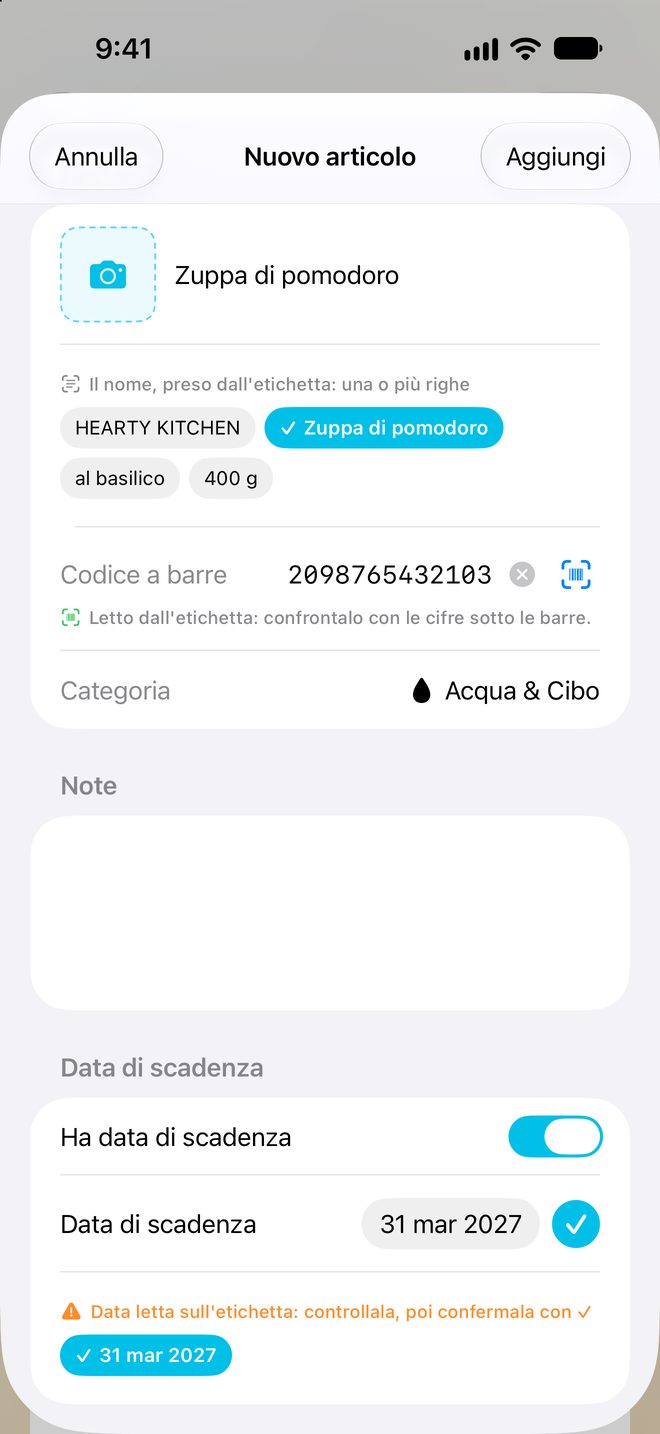 9:41
Annulla
Nuovo articolo
Aggiungi
Zuppa di pomodoro
Il nome, preso dall'etichetta: una o più righe
HEARTY KITCHEN
✓ Zuppa di pomodoro
al basilico
400 g
Codice a barre
2098765432103
Letto dall'etichetta: confrontalo con le cifre sotto le barre.
Categoria
Acqua & Cibo
Note
Data di scadenza
Ha data di scadenza
Data di scadenza
31 mar 2027
Data letta sull'etichetta: controllala, poi confermala con ✓
✓ 31 mar 2027